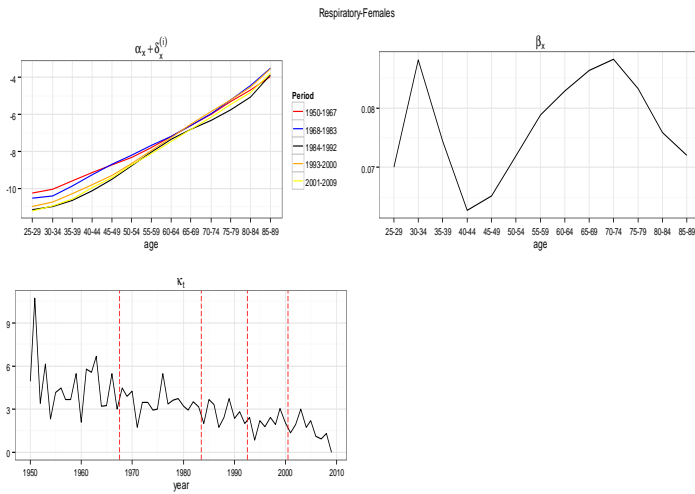 Respiratory-Females
αₓ + δₓ⁽ⁱ⁾
-4
-6
-8
-10
25-29 30-34 35-39 40-44 45-49 50-54 55-59 60-64 65-69 70-74 75-79 80-84 85-89
age
Period
1950-1967
1968-1983
1984-1992
1993-2000
2001-2009
βₓ
0.08
0.07
25-29 30-34 35-39 40-44 45-49 50-54 55-59 60-64 65-69 70-74 75-79 80-84 85-89
age
κₜ
9
6
3
0
1950 1960 1970 1980 1990 2000 2010
year